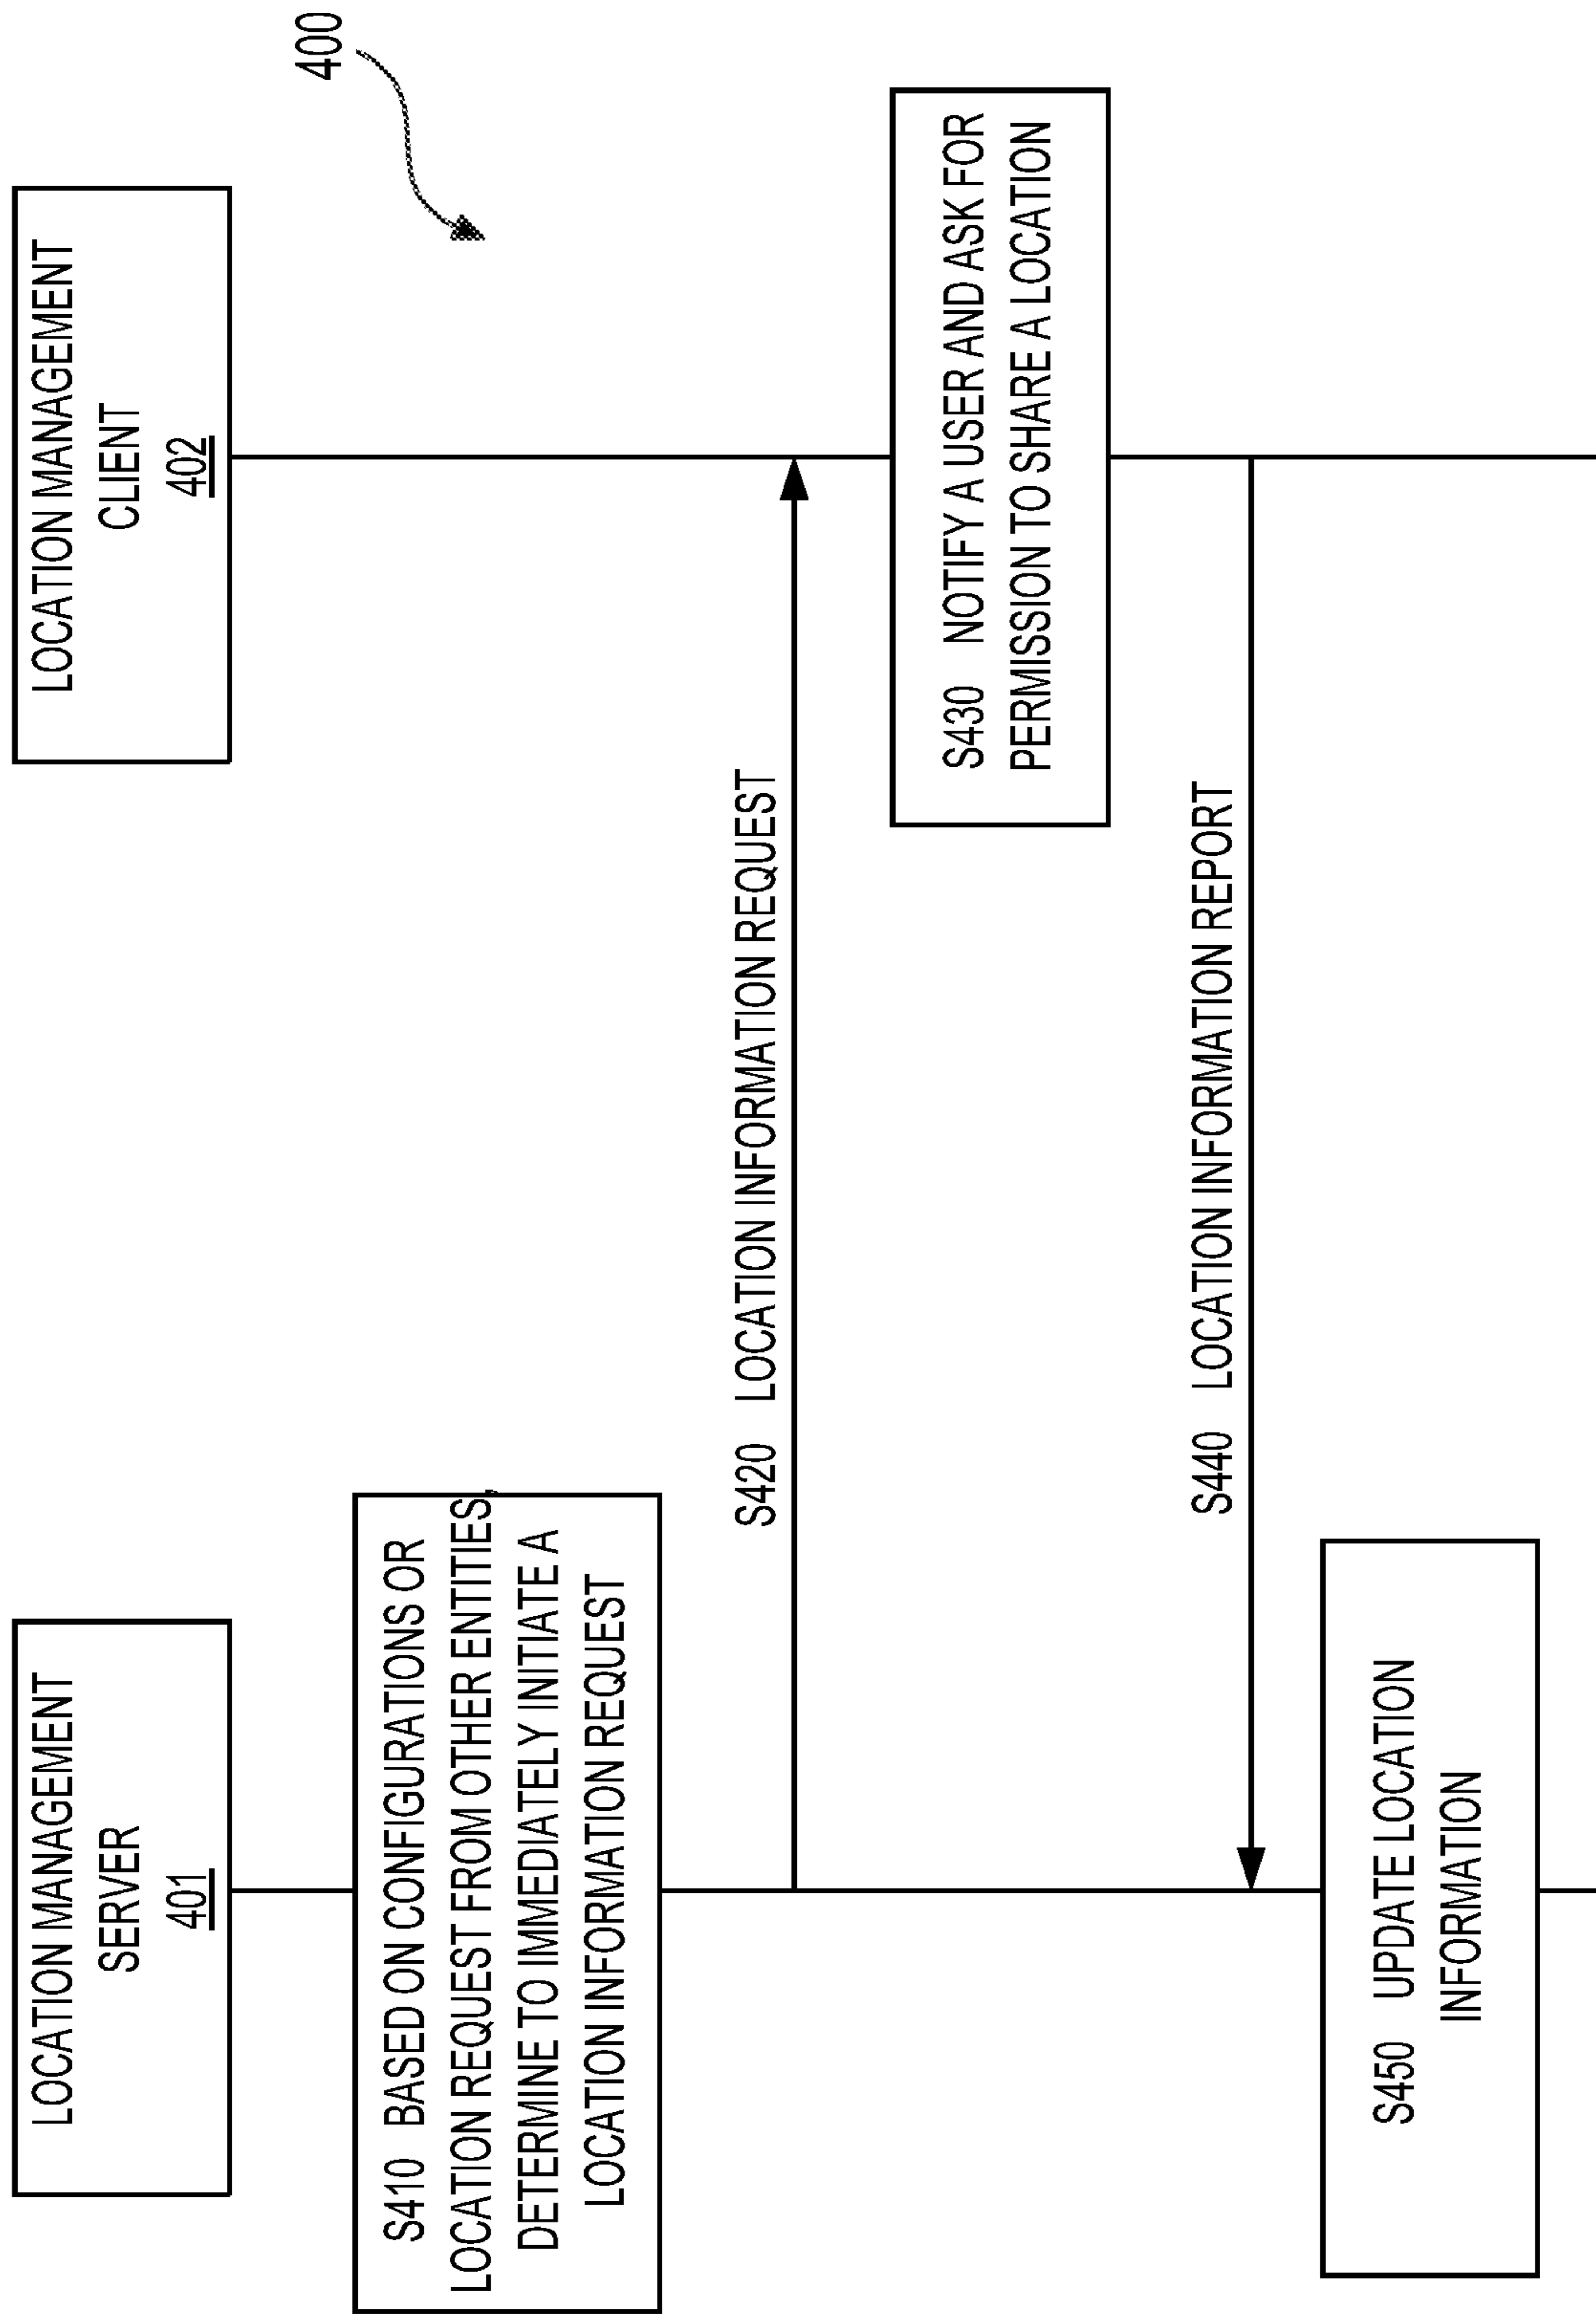 400
LOCATION MANAGEMENT
SERVER
401
LOCATION MANAGEMENT
CLIENT
402
S410 BASED ON CONFIGURATIONS OR
LOCATION REQUEST FROM OTHER ENTITIES,
DETERMINE TO IMMEDIATELY INITIATE A
LOCATION INFORMATION REQUEST
S420 LOCATION INFORMATION REQUEST
S430 NOTIFY A USER AND ASK FOR
PERMISSION TO SHARE A LOCATION
S440 LOCATION INFORMATION REPORT
S450 UPDATE LOCATION
INFORMATION